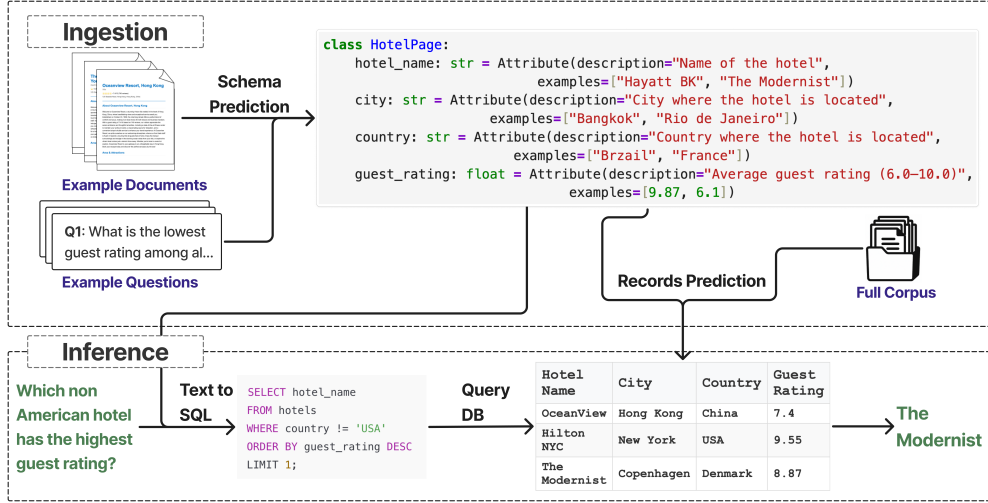 Ingestion
Oceanview Resort, Hong Kong
Example Documents
Q1: What is the lowest
guest rating among al...
Example Questions
Schema
Prediction
class HotelPage:
hotel_name: str = Attribute(description="Name of the hotel",
examples=["Hayatt BK", "The Modernist"])
city: str = Attribute(description="City where the hotel is located",
examples=["Bangkok", "Rio de Janeiro"])
country: str = Attribute(description="Country where the hotel is located",
examples=["Brzail", "France"])
guest_rating: float = Attribute(description="Average guest rating (6.0–10.0)",
examples=[9.87, 6.1])
Records Prediction
Full Corpus
Inference
Which non
American hotel
has the highest
guest rating?
Text to
SQL
SELECT hotel_name
FROM hotels
WHERE country != 'USA'
ORDER BY guest_rating DESC
LIMIT 1;
Query
DB
Hotel Name City Country Guest Rating
OceanView Hong Kong China 7.4
Hilton NYC New York USA 9.55
The Modernist Copenhagen Denmark 8.87
The
Modernist